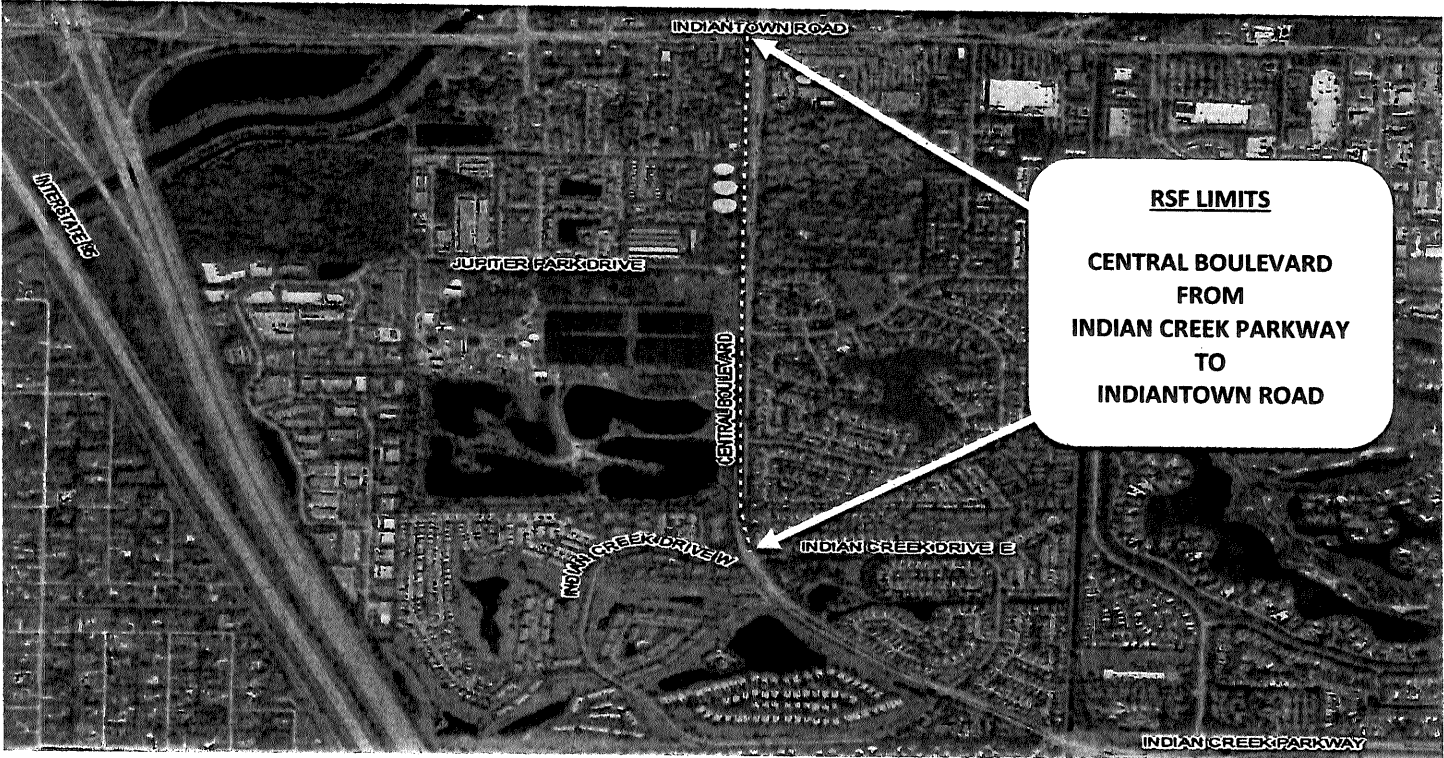 INDIANTOWN ROAD
INTERSTATE 95
RSF LIMITS
CENTRAL BOULEVARD
FROM
INDIAN CREEK PARKWAY
TO
INDIANTOWN ROAD
JUPITER PARK DRIVE
CENTRAL BOULEVARD
INDIAN CREEK DRIVE W
INDIAN CREEK DRIVE E
INDIAN CREEK PARKWAY